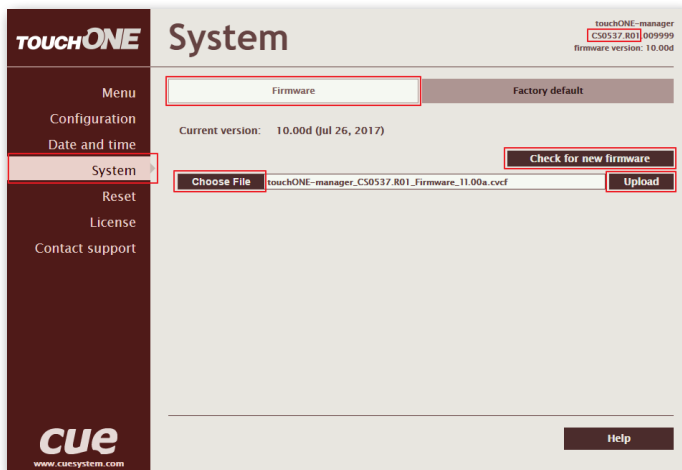 TOUCHONE
System
touchONE-manager
CS0537.R01.009999
firmware version: 10.00d
Menu
Configuration
Date and time
System
Reset
License
Contact support
Firmware
Factory default
Current version: 10.00d (Jul 26, 2017)
Check for new firmware
Choose File touchONE-manager_CS0537.R01_Firmware_11.00a.cvcf Upload
Help
cue
www.cuesystem.com